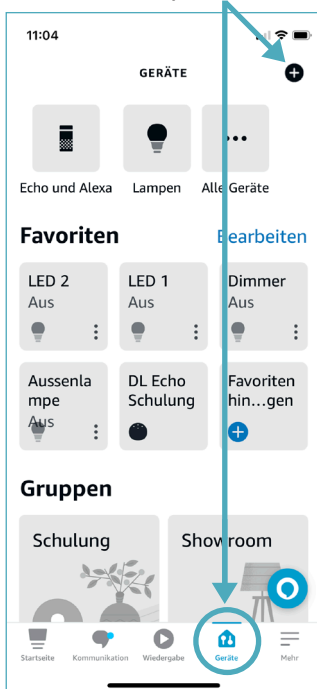 11:04
GERÄTE
Echo und Alexa
Lampen
Alle Geräte
Favoriten
Bearbeiten
LED 2
Aus
LED 1
Aus
Dimmer
Aus
Aussenla
mpe
Aus
DL Echo
Schulung
Favoriten
hin...gen
Gruppen
Schulung
Showroom
Startseite
Kommunikation
Wiedergabe
Geräte
Mehr